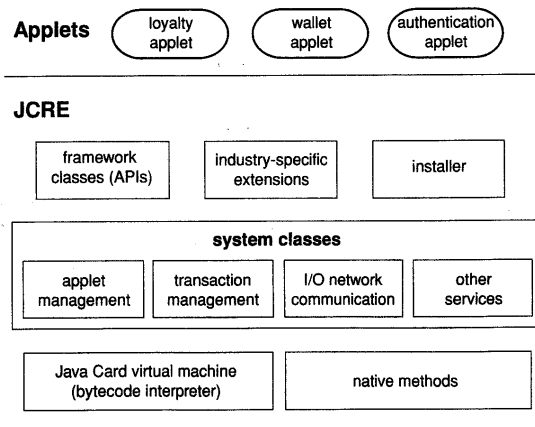 Applets
loyalty
applet
wallet
applet
authentication
applet
JCRE
framework
classes (APIs)
industry-specific
extensions
installer
system classes
applet
management
transaction
management
I/O network
communication
other
services
Java Card virtual machine
(bytecode interpreter)
native methods